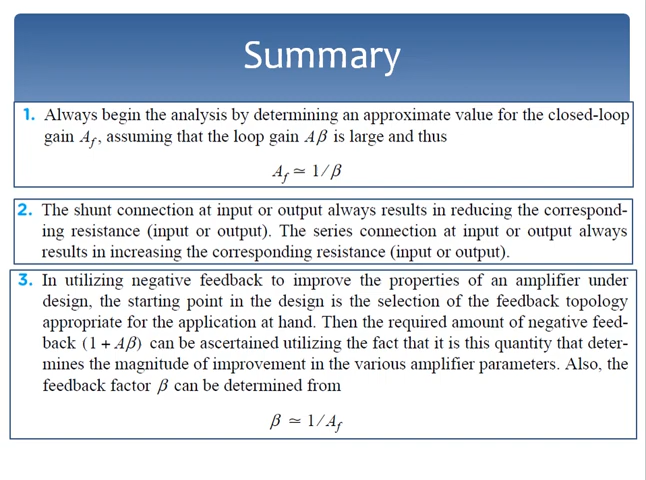 Summary
1. Always begin the analysis by determining an approximate value for the closed-loop
gain A_f, assuming that the loop gain Aβ is large and thus
A_f ≃ 1/β
2. The shunt connection at input or output always results in reducing the correspond-
ing resistance (input or output). The series connection at input or output always
results in increasing the corresponding resistance (input or output).
3. In utilizing negative feedback to improve the properties of an amplifier under
design, the starting point in the design is the selection of the feedback topology
appropriate for the application at hand. Then the required amount of negative feed-
back (1 + Aβ) can be ascertained utilizing the fact that it is this quantity that deter-
mines the magnitude of improvement in the various amplifier parameters. Also, the
feedback factor β can be determined from
β ≃ 1/A_f